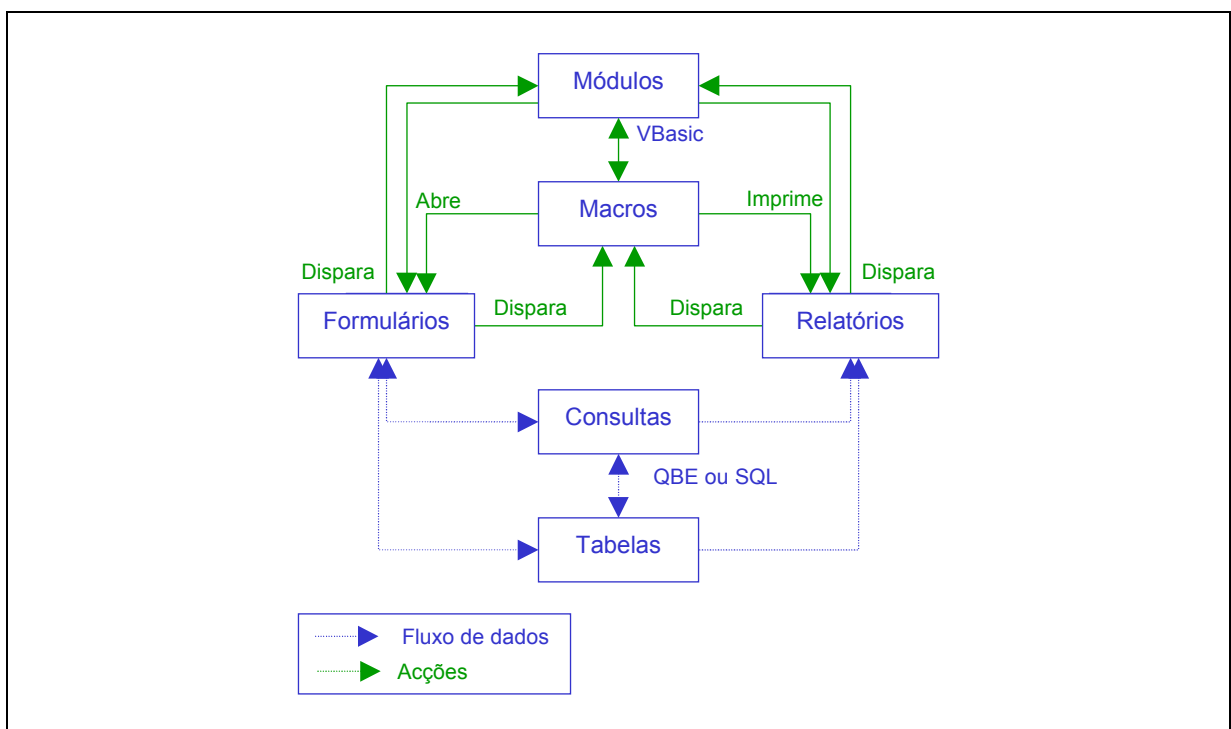 Módulos
VBasic
Abre
Macros
Imprime
Dispara
Dispara
Formulários
Dispara
Dispara
Relatórios
Consultas
QBE ou SQL
Tabelas
Fluxo de dados
Acções